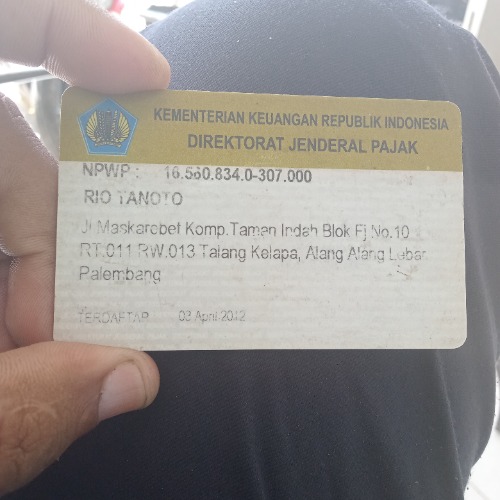 KEMENTERIAN KEUANGAN REPUBLIK INDONESIA
DIREKTORAT JENDERAL PAJAK
NPWP : 16.560.834.0-307.000
RIO TANOTO
Jl Maskarebet Komp.Taman Indah Blok Fj No.10
RT.011 RW.013 Talang Kelapa, Alang Alang Lebar
Palembang
TERDAFTAR 03 April 2012